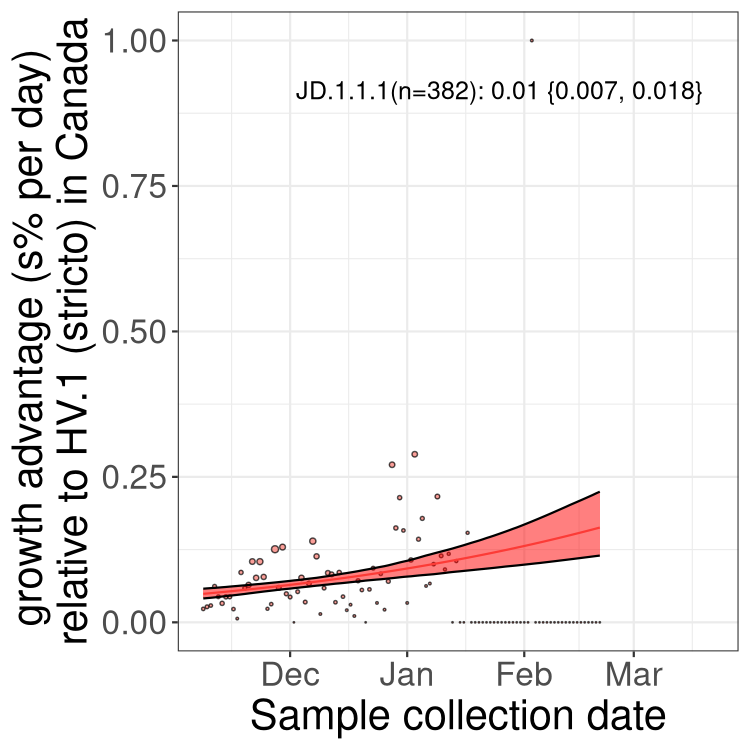 growth advantage (s% per day)
relative to HV.1 (stricto) in Canada
1.00
0.75
0.50
0.25
0.00
JD.1.1.1(n=382): 0.01 {0.007, 0.018}
Dec Jan Feb Mar
Sample collection date